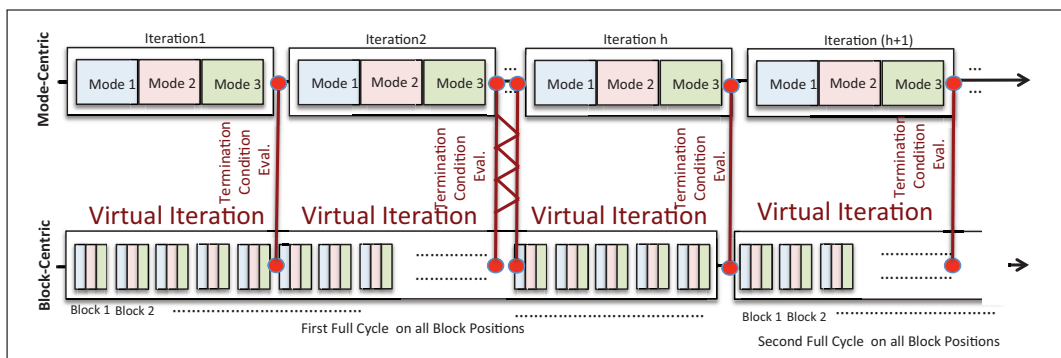 Iteration1 Iteration2 Iteration h Iteration (h+1)
Mode-Centric
Mode 1 Mode 2 Mode 3 Mode 1 Mode 2 Mode 3 Mode 1 Mode 2 Mode 3 Mode 1 Mode 2 Mode 3
Termination Condition Eval. Termination Condition Eval. Termination Condition Eval. Termination Condition Eval.
Virtual Iteration Virtual Iteration Virtual Iteration Virtual Iteration
Block-Centric
Block 1 Block 2 Block 1 Block 2
First Full Cycle on all Block Positions
Second Full Cycle on all Block Positions